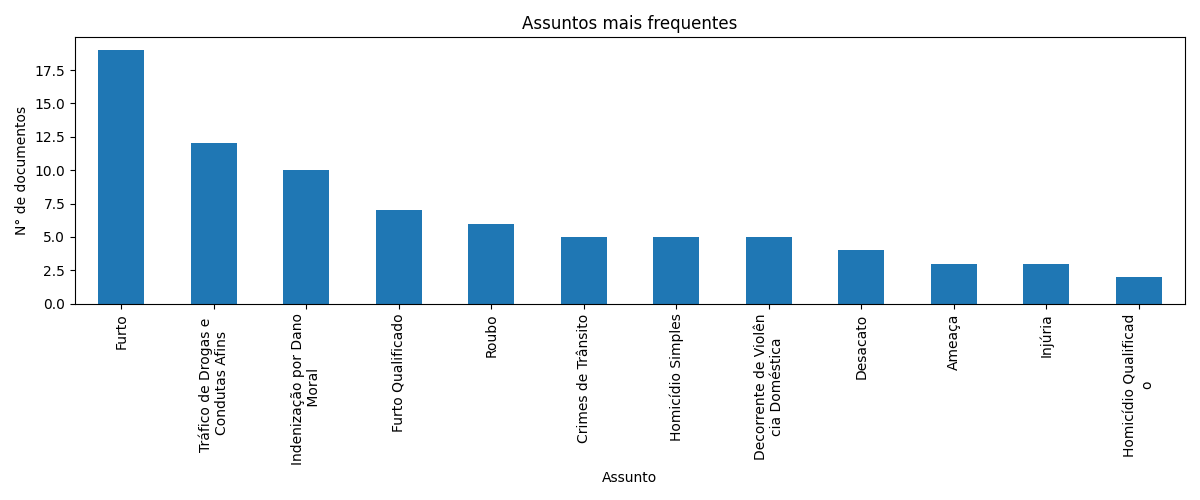 Assuntos mais frequentes
N° de documentos
17.5
15.0
12.5
10.0
7.5
5.0
2.5
0.0
Furto
Tráfico de Drogas e
Condutas Afins
Indenização por Dano
Moral
Furto Qualificado
Roubo
Crimes de Trânsito
Homicídio Simples
Decorrente de Violên
cia Doméstica
Desacato
Ameaça
Injúria
Homicídio Qualificad
o
Assunto